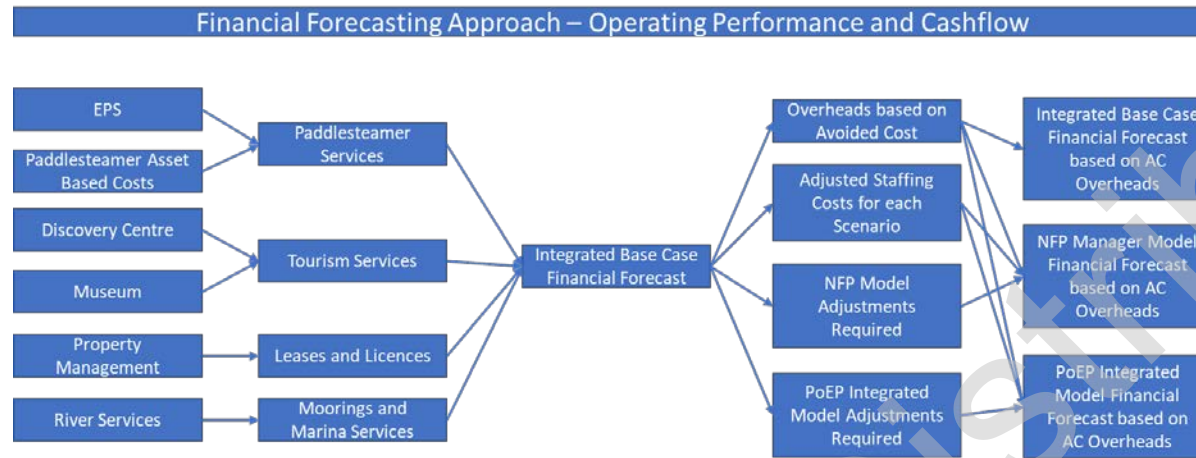 Financial Forecasting Approach – Operating Performance and Cashflow
EPS
Paddlesteamer Asset
Based Costs
Discovery Centre
Museum
Property
Management
River Services
Paddlesteamer
Services
Tourism Services
Leases and Licences
Moorings and
Marina Services
Integrated Base Case
Financial Forecast
Overheads based on
Avoided Cost
Adjusted Staffing
Costs for each
Scenario
NFP Model
Adjustments
Required
PoEP Integrated
Model Adjustments
Required
Integrated Base Case
Financial Forecast
based on AC
Overheads
NFP Manager Model
Financial Forecast
based on AC
Overheads
PoEP Integrated
Model Financial
Forecast based on
AC Overheads